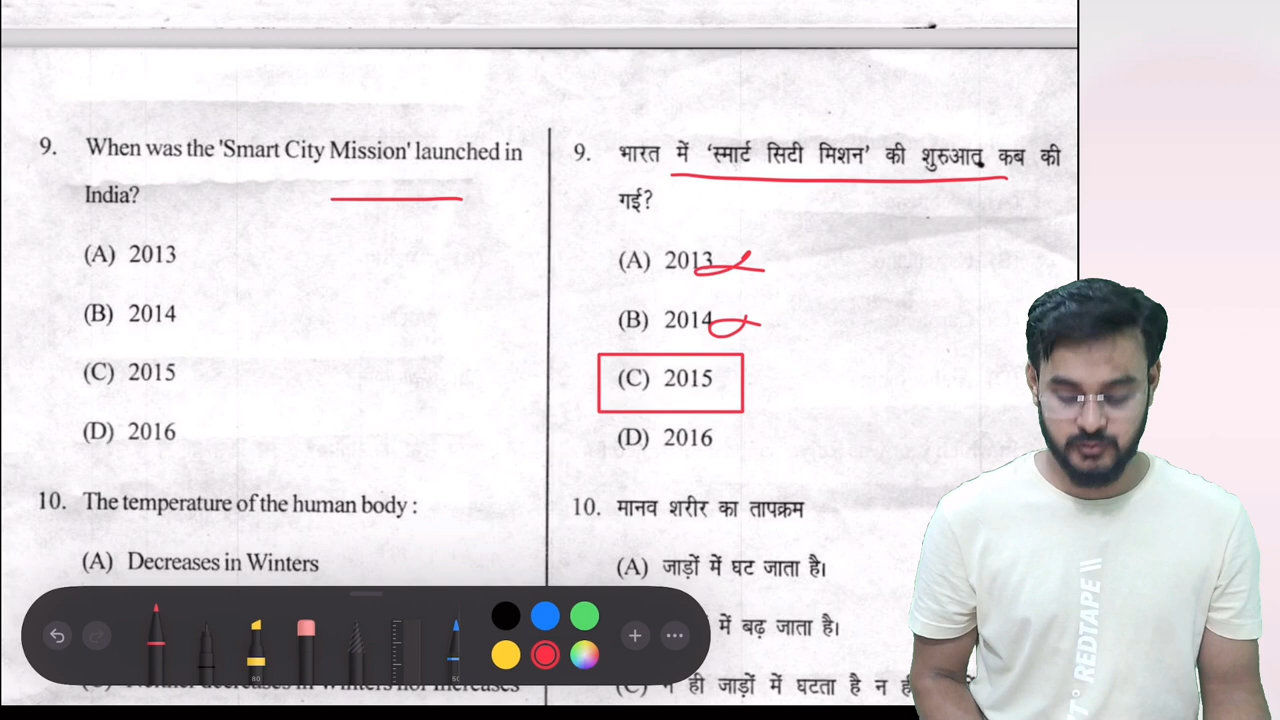 9. When was the 'Smart City Mission' launched in
India?
(A) 2013
(B) 2014
(C) 2015
(D) 2016
10. The temperature of the human body :
(A) Decreases in Winters
9. भारत में ‘स्मार्ट सिटी मिशन’ की शुरुआत कब की
गई?
(A) 2013
(B) 2014
(C) 2015
(D) 2016
10. मानव शरीर का तापक्रम
(A) जाड़ों में घट जाता है।
में बढ़ जाता है।
ही जाड़ों में घटता है न
80
50
REDTAPE \\